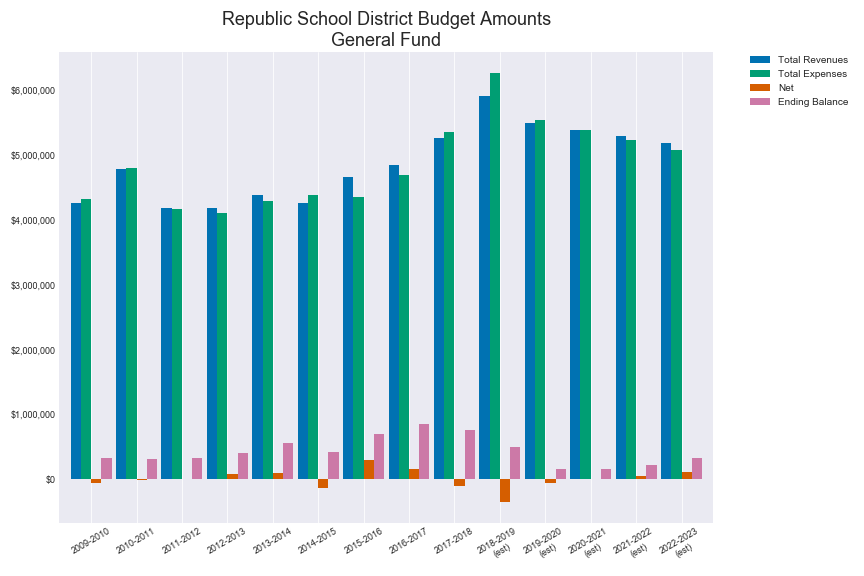 Republic School District Budget Amounts
General Fund
Total Revenues
Total Expenses
Net
Ending Balance
$6,000,000
$5,000,000
$4,000,000
$3,000,000
$2,000,000
$1,000,000
$0
2009-2010
2010-2011
2011-2012
2012-2013
2013-2014
2014-2015
2015-2016
2016-2017
2017-2018
2018-2019
(est)
2019-2020
(est)
2020-2021
(est)
2021-2022
(est)
2022-2023
(est)